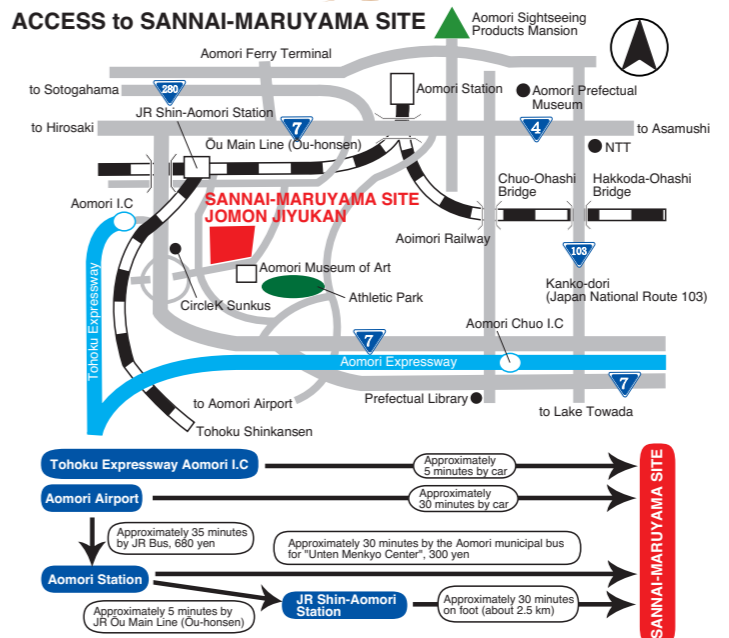 ACCESS to SANNAI-MARUYAMA SITE
Aomori Sightseeing
Products Mansion
Aomori Ferry Terminal
to Sotogahama
280
Aomori Station
Aomori Prefectual
Museum
JR Shin-Aomori Station
to Hirosaki
7
4
to Asamushi
Ōu Main Line (Ōu-honsen)
NTT
Chuo-Ohashi
Bridge
Hakkoda-Ohashi
Bridge
SANNAI-MARUYAMA SITE
JOMON JIYUKAN
Aomori I.C
Aoimori Railway
103
Aomori Museum of Art
Kanko-dori
(Japan National Route 103)
Athletic Park
CircleK Sunkus
Tohoku Expressway
Aomori Chuo I.C
7
Aomori Expressway
7
to Aomori Airport
Prefectual Library
to Lake Towada
Tohoku Shinkansen
Tohoku Expressway Aomori I.C
Approximately
5 minutes by car
Aomori Airport
Approximately
30 minutes by car
Approximately 35 minutes
by JR Bus, 680 yen
Approximately 30 minutes by the Aomori municipal bus
for "Unten Menkyo Center", 300 yen
Aomori Station
Approximately 5 minutes by
JR Ōu Main Line (Ōu-honsen)
JR Shin-Aomori
Station
Approximately 30 minutes
on foot (about 2.5 km)
SANNAI-MARUYAMA SITE